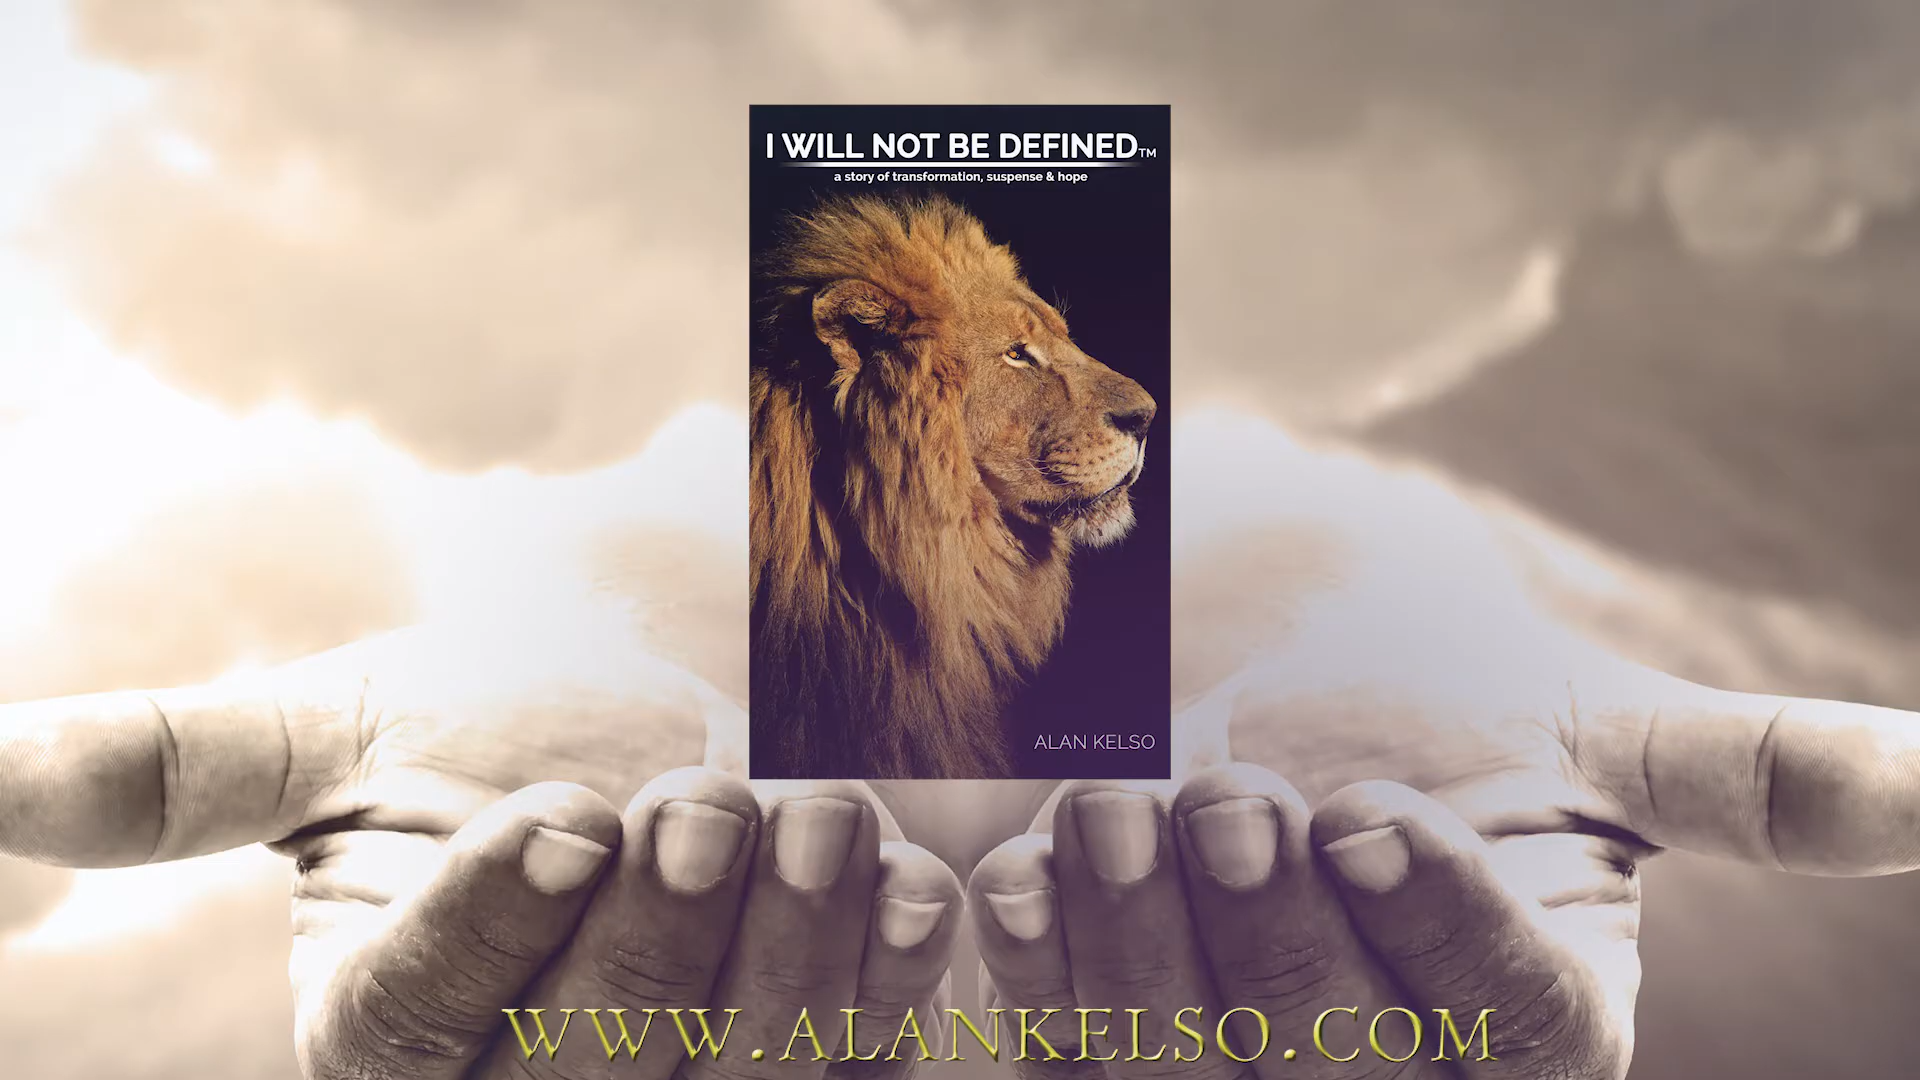 I WILL NOT BE DEFINED™
a story of transformation, suspense & hope
ALAN KELSO
WWW.ALANKELSO.COM